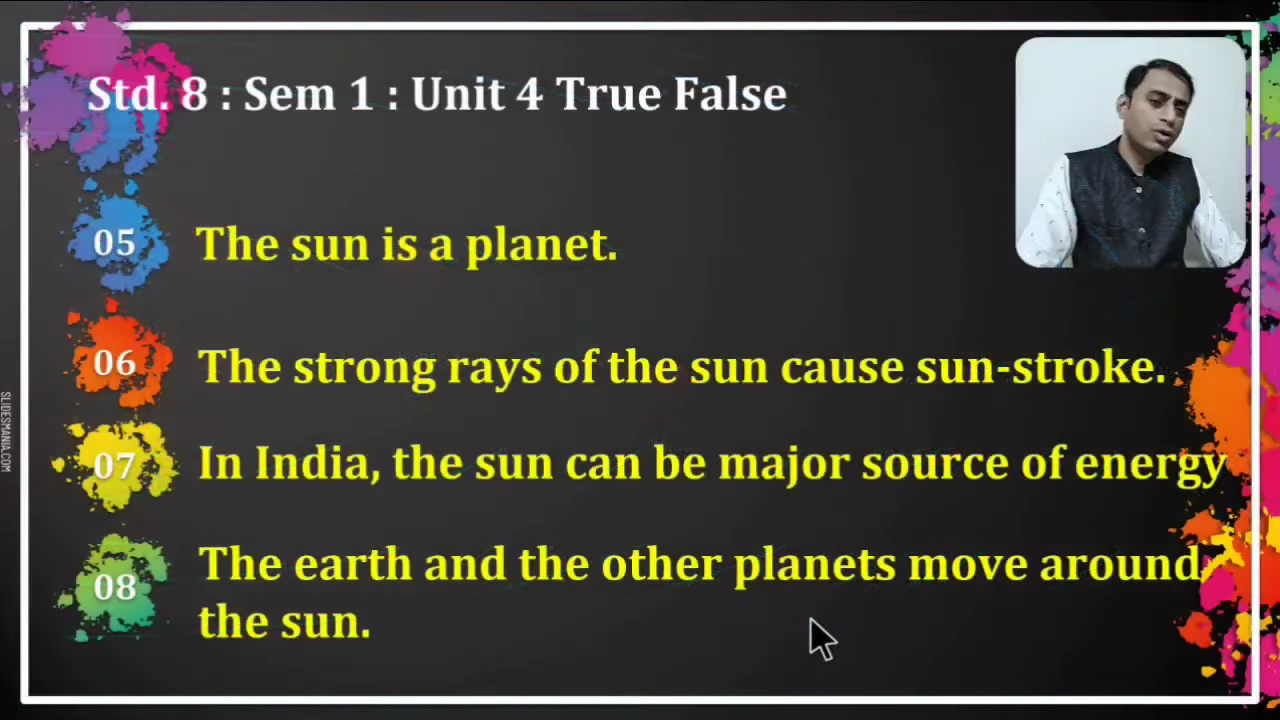 Std. 8 : Sem 1 : Unit 4 True False
05 The sun is a planet.
06 The strong rays of the sun cause sun-stroke.
07 In India, the sun can be major source of energy
08 The earth and the other planets move around
the sun.
SLIDESMANIA.COM